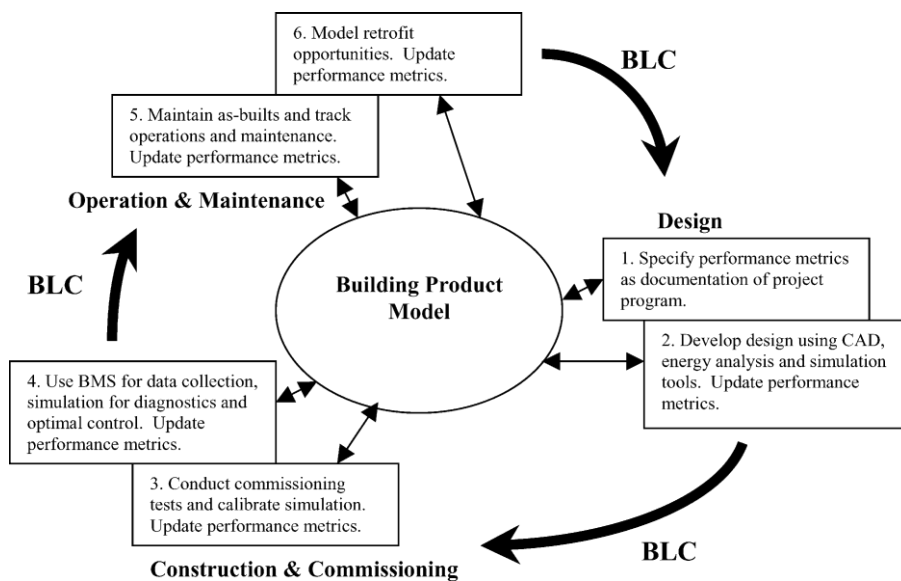 6. Model retrofit
opportunities. Update
performance metrics.
BLC
5. Maintain as-builts and track
operations and maintenance.
Update performance metrics.
Operation & Maintenance
Design
1. Specify performance metrics
as documentation of project
program.
Building Product
Model
BLC
2. Develop design using CAD,
energy analysis and simulation
tools. Update performance
metrics.
4. Use BMS for data collection,
simulation for diagnostics and
optimal control. Update
performance metrics.
3. Conduct commissioning
tests and calibrate simulation.
Update performance metrics.
BLC
Construction & Commissioning